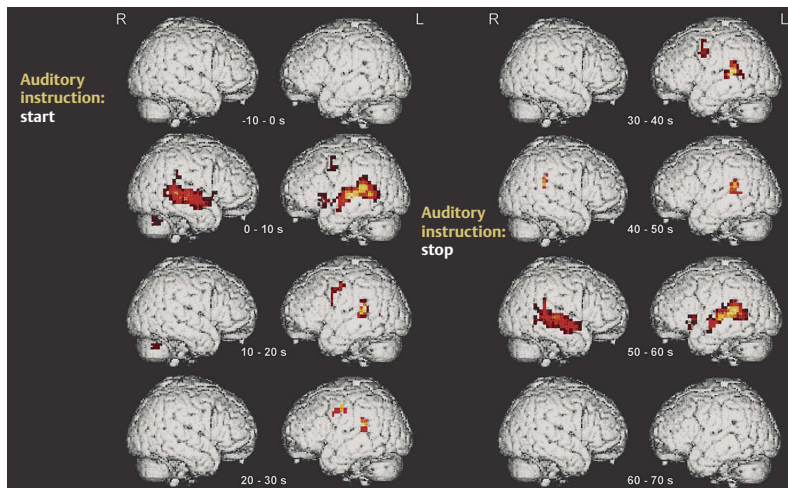 R L
Auditory
instruction:
start
-10 - 0 s
0 - 10 s
10 - 20 s
20 - 30 s
R L
30 - 40 s
40 - 50 s
Auditory
instruction:
stop
50 - 60 s
60 - 70 s